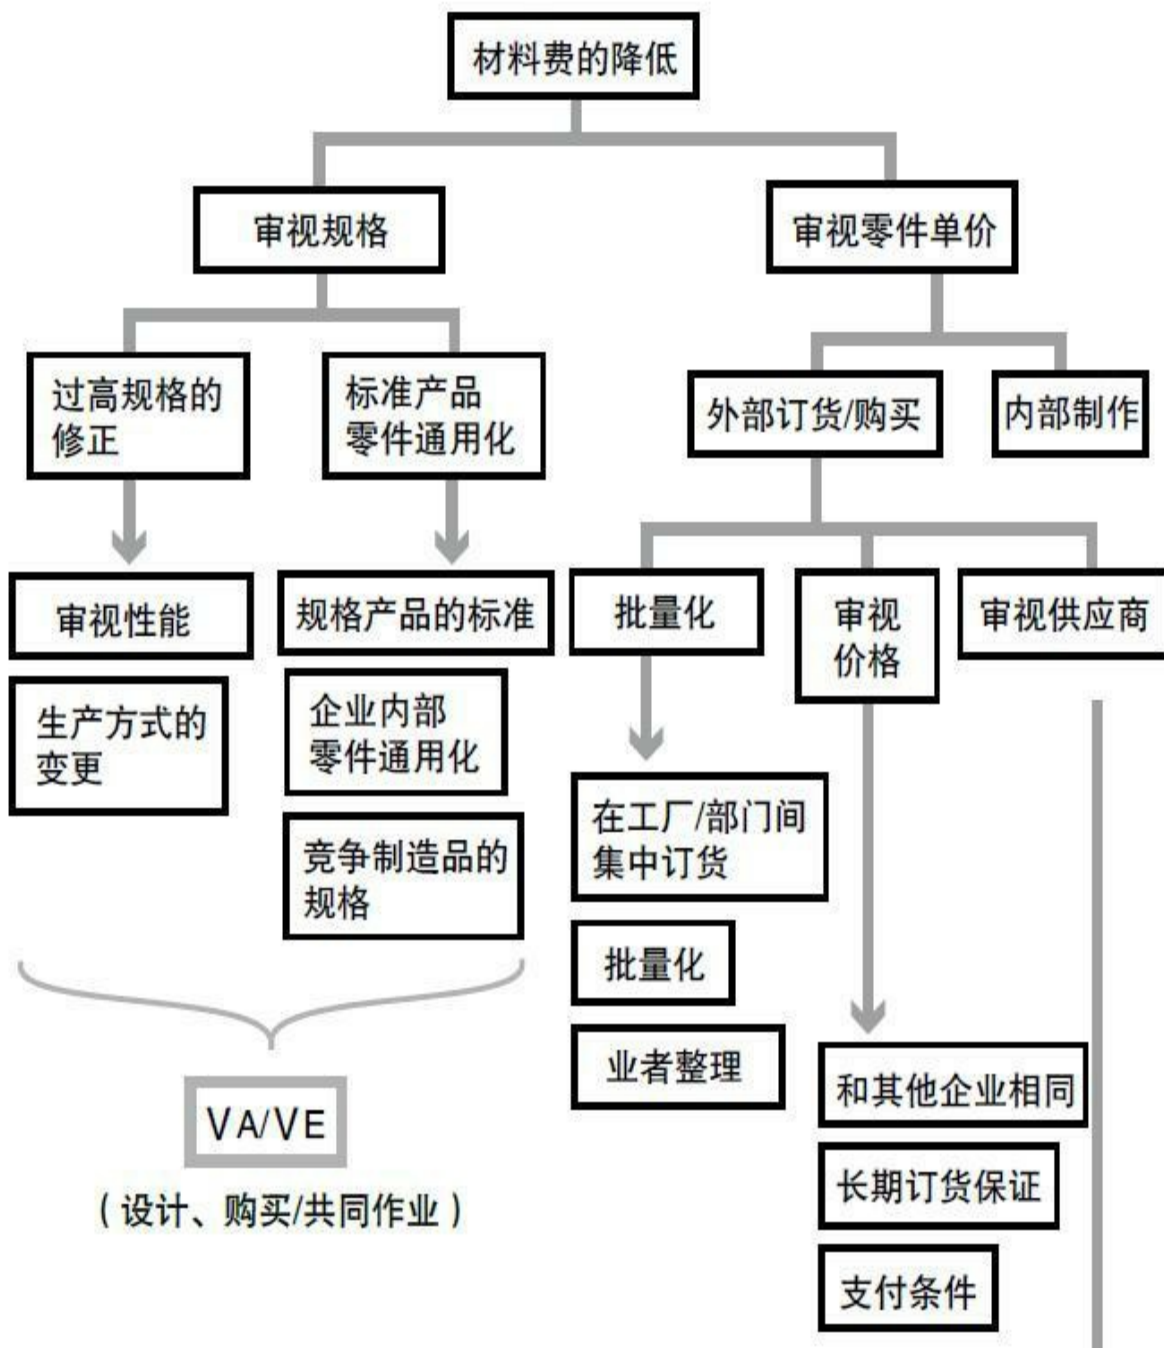 材料费的降低
审视规格
审视零件单价
过高规格的
修正
标准产品
零件通用化
外部订货/购买
内部制作
审视性能
生产方式的
变更
规格产品的标准
企业内部
零件通用化
竞争制造品的
规格
批量化
审视
价格
审视供应商
在工厂/部门间
集中订货
批量化
业者整理
和其他企业相同
长期订货保证
支付条件
VA/VE
(设计、购买/共同作业)